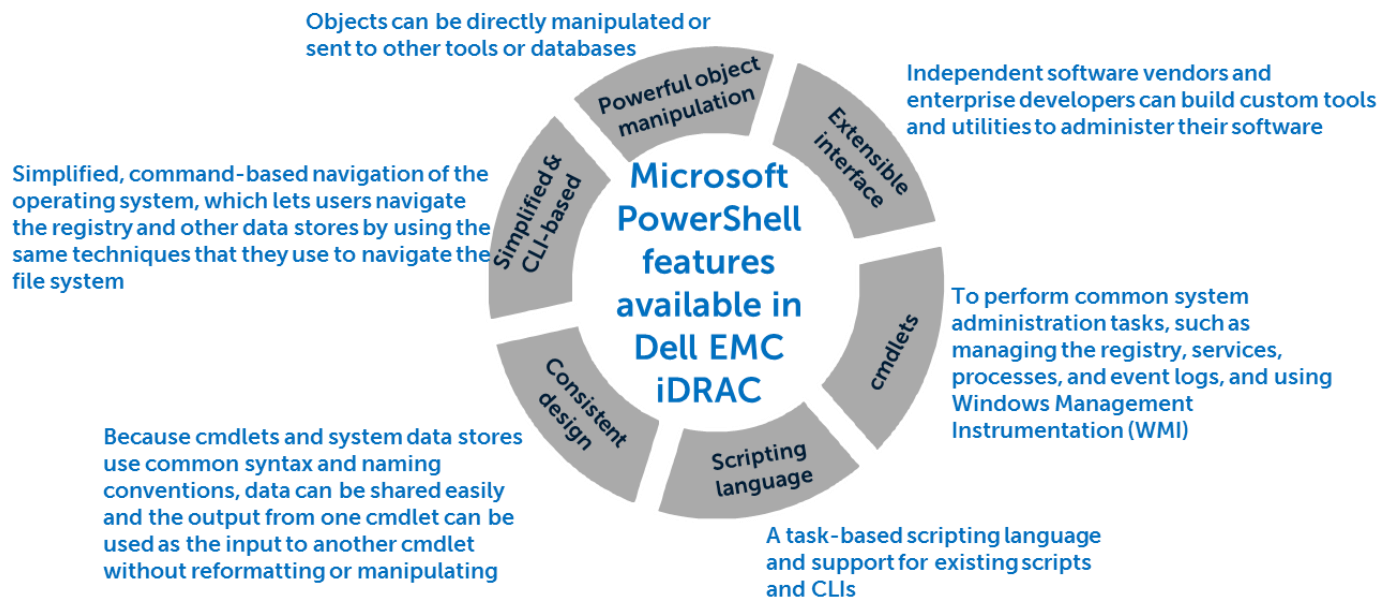 Objects can be directly manipulated or
sent to other tools or databases
Powerful object
manipulation
Independent software vendors and
enterprise developers can build custom tools
and utilities to administer their software
Extensible
interface
Simplified, command-based navigation of the
operating system, which lets users navigate
the registry and other data stores by using the
same techniques that they use to navigate the
file system
Simplified &
CLI-based
Microsoft
PowerShell
features
available in
Dell EMC
iDRAC
cmdlets
To perform common system
administration tasks, such as
managing the registry, services,
processes, and event logs, and using
Windows Management
Instrumentation (WMI)
Consistent
design
Because cmdlets and system data stores
use common syntax and naming
conventions, data can be shared easily
and the output from one cmdlet can be
used as the input to another cmdlet
without reformatting or manipulating
Scripting
language
A task-based scripting language
and support for existing scripts
and CLIs